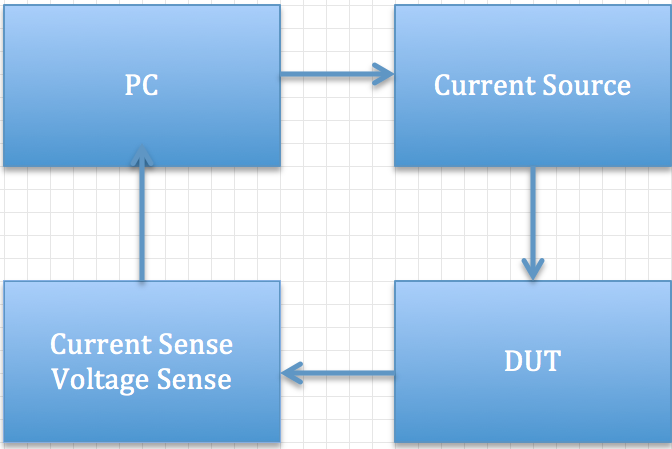 PC
Current Source
Current Sense
Voltage Sense
DUT